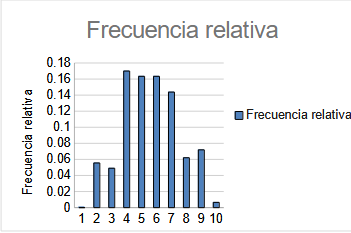 Frecuencia relativa
Frecuencia relativa
0.18
0.16
0.14
0.12
0.1
0.08
0.06
0.04
0.02
0
1 2 3 4 5 6 7 8 9 10
Frecuencia relativa